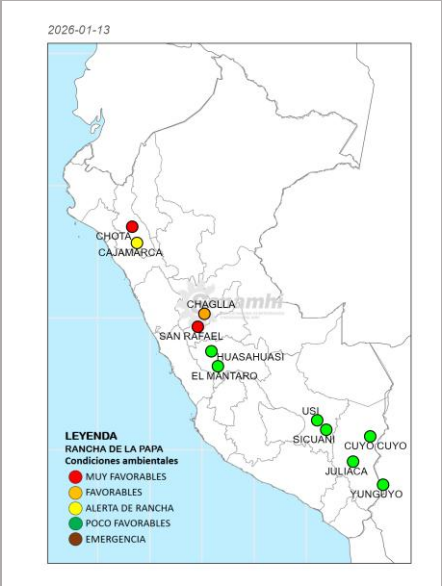 2026-01-13
CHOTA
CAJAMARCA
CHAGLLA
SAN RAFAEL
HUASAHUASI
EL MANTARO
USI
SICUANI
CUYO CUYO
JULIACA
YUNGUYO
LEYENDA
RANCHA DE LA PAPA
Condiciones ambientales
MUY FAVORABLES
FAVORABLES
ALERTA DE RANCHA
POCO FAVORABLES
EMERGENCIA